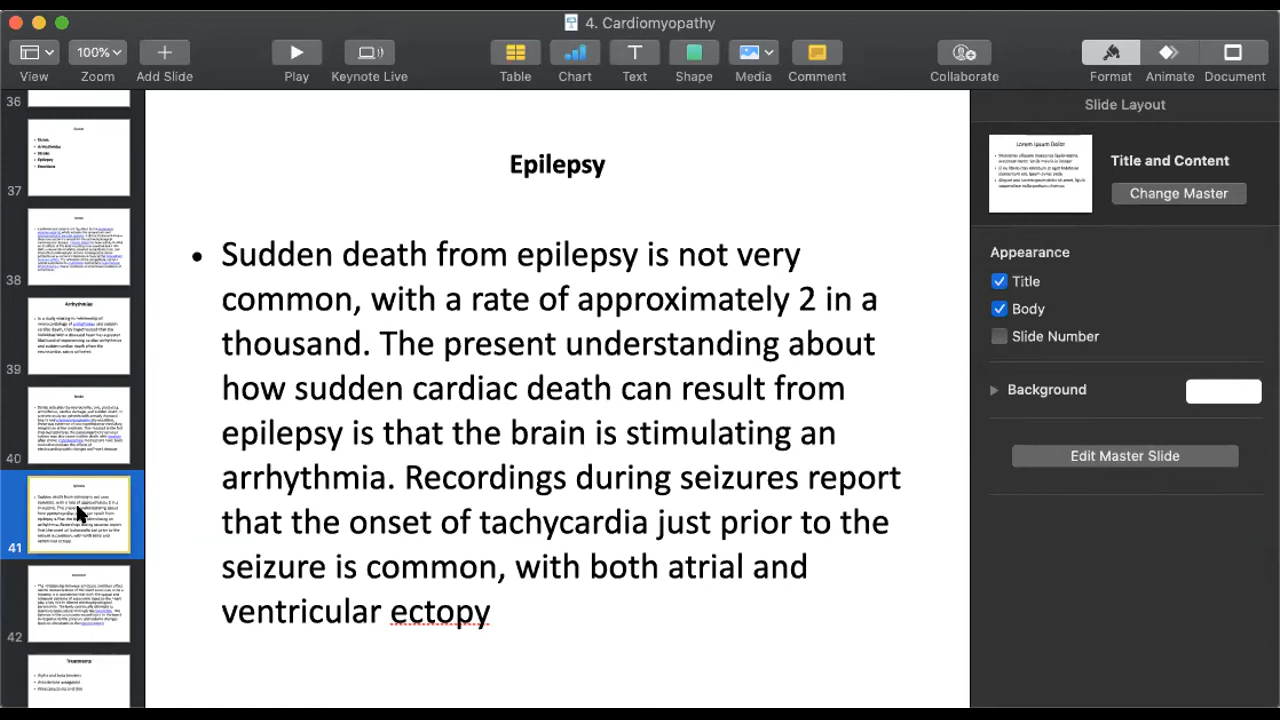 4. Cardiomyopathy
100%
View
Zoom
Add Slide
Play
Keynote Live
Table
Chart
Text
Shape
Media
Comment
Collaborate
Format
Animate
Document
36
37
38
Arrhythmias
39
40
41
42
Treatments
Epilepsy
• Sudden death from epilepsy is not very
common, with a rate of approximately 2 in a
thousand. The present understanding about
how sudden cardiac death can result from
epilepsy is that the brain is stimulating an
arrhythmia. Recordings during seizures report
that the onset of tachycardia just prior to the
seizure is common, with both atrial and
ventricular ectopy
Slide Layout
Title and Content
Change Master
Appearance
Title
Body
Slide Number
Background
Edit Master Slide